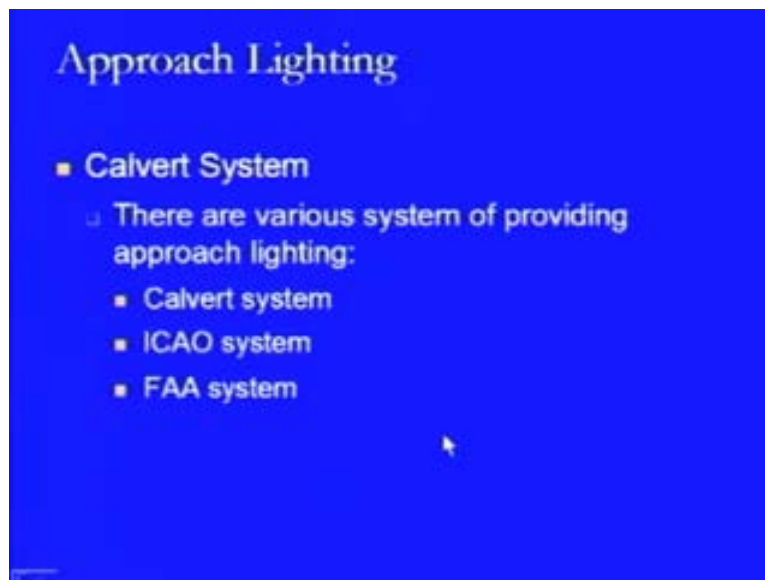 Approach Lighting
Calvert System
There are various system of providing
approach lighting:
Calvert system
ICAO system
FAA system